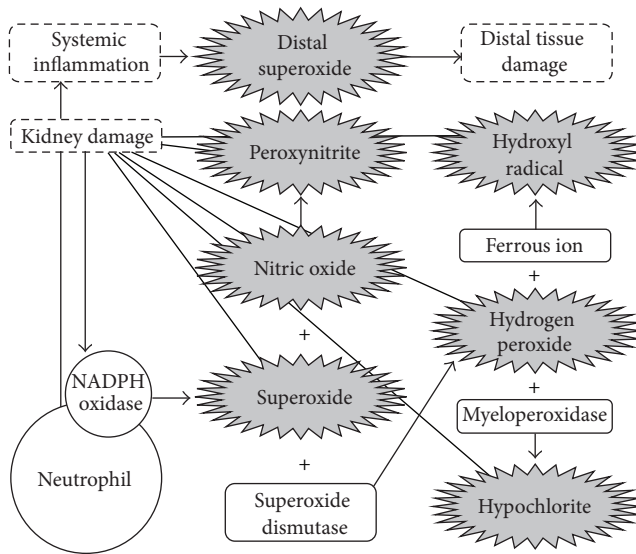 Systemic
inflammation
Distal
superoxide
Distal tissue
damage
Kidney damage
Peroxynitrite
Hydroxyl
radical
Ferrous ion
Nitric oxide
+
+
Hydrogen
peroxide
NADPH
oxidase
Superoxide
+
Myeloperoxidase
Neutrophil
+
Superoxide
dismutase
Hypochlorite